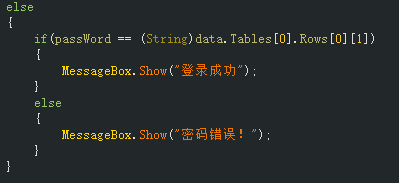 else
{
if(passWord == (String)data.Tables[0].Rows[0][1])
{
MessageBox.Show("登录成功");
}
else
{
MessageBox.Show("密码错误！");
}
}